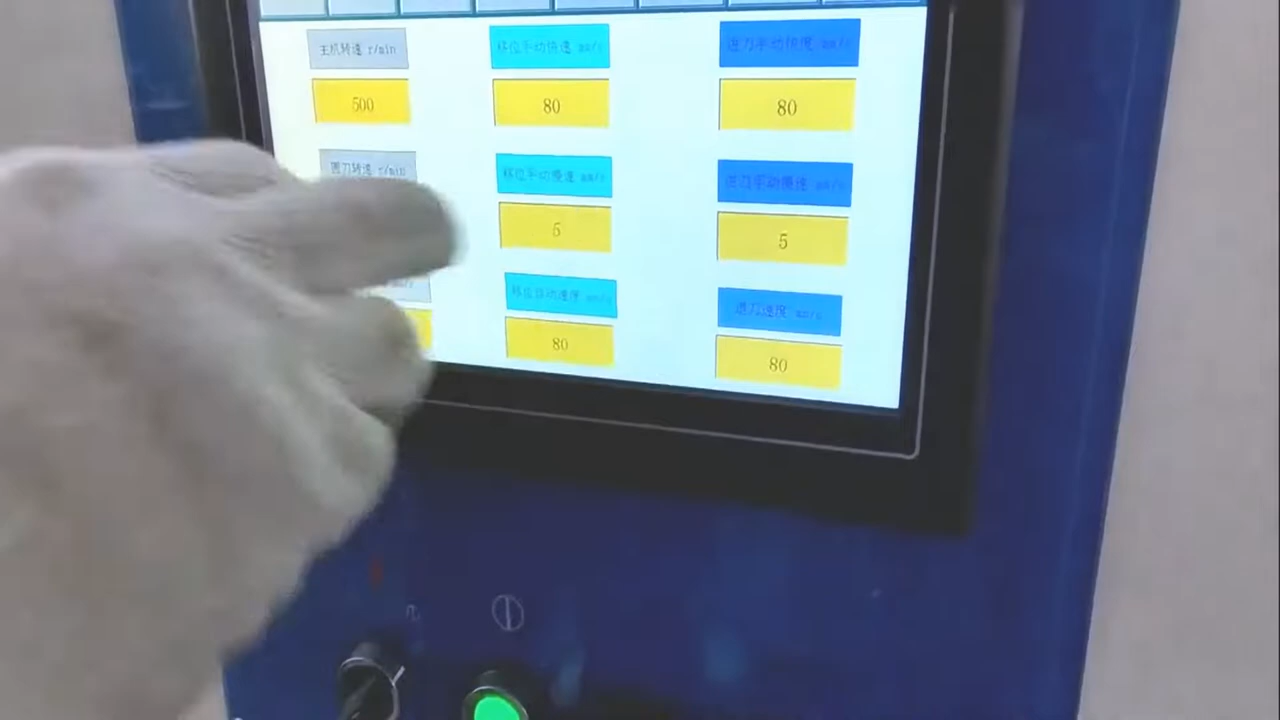 主机转速 r/min
移位手动快速 mm/s
进刀手动快度 mm/s
500
80
80
圆刀转速 r/min
移位手动慢速 mm/s
进刀手动慢速 mm/s
5
5
移位自动速度 mm/s
退刀速度 mm/s
80
80